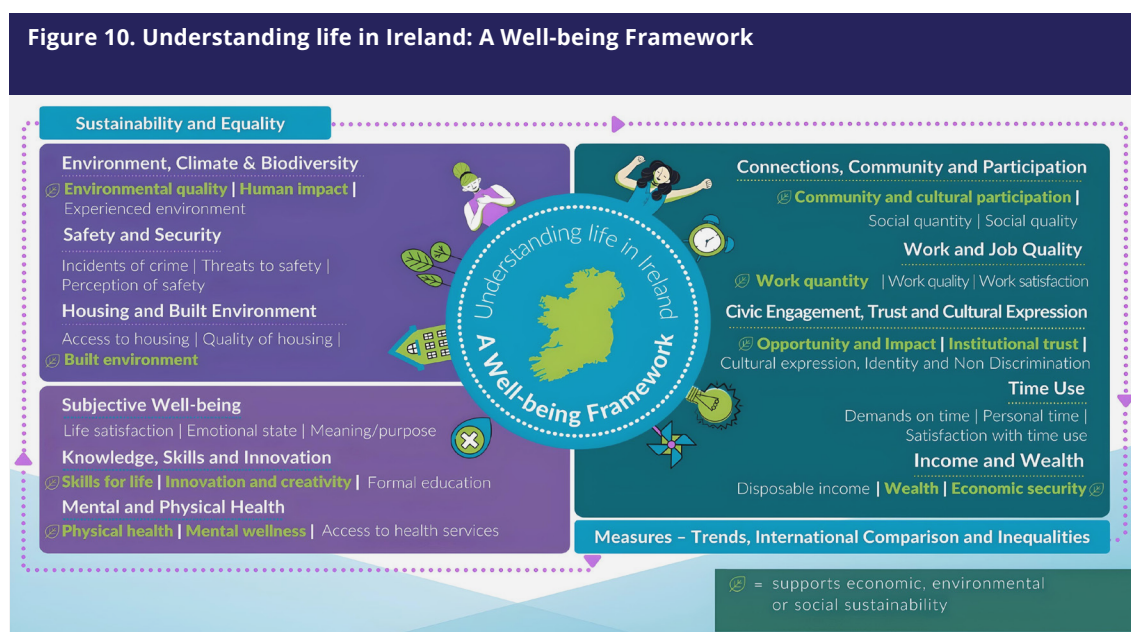 Figure 10. Understanding life in Ireland: A Well-being Framework
Sustainability and Equality
Environment, Climate & Biodiversity
Environmental quality | Human impact |
Experienced environment
Safety and Security
Incidents of crime | Threats to safety |
Perception of safety
Housing and Built Environment
Access to housing | Quality of housing |
Built environment
Subjective Well-being
Life satisfaction | Emotional state | Meaning/purpose
Knowledge, Skills and Innovation
Skills for life | Innovation and creativity | Formal education
Mental and Physical Health
Physical health | Mental wellness | Access to health services
Understanding life in Ireland
A Well-being Framework
Connections, Community and Participation
Community and cultural participation |
Social quantity | Social quality
Work and Job Quality
Work quantity | Work quality | Work satisfaction
Civic Engagement, Trust and Cultural Expression
Opportunity and Impact | Institutional trust |
Cultural expression, Identity and Non Discrimination
Time Use
Demands on time | Personal time |
Satisfaction with time use
Income and Wealth
Disposable income | Wealth | Economic security
Measures – Trends, International Comparison and Inequalities
= supports economic, environmental
or social sustainability